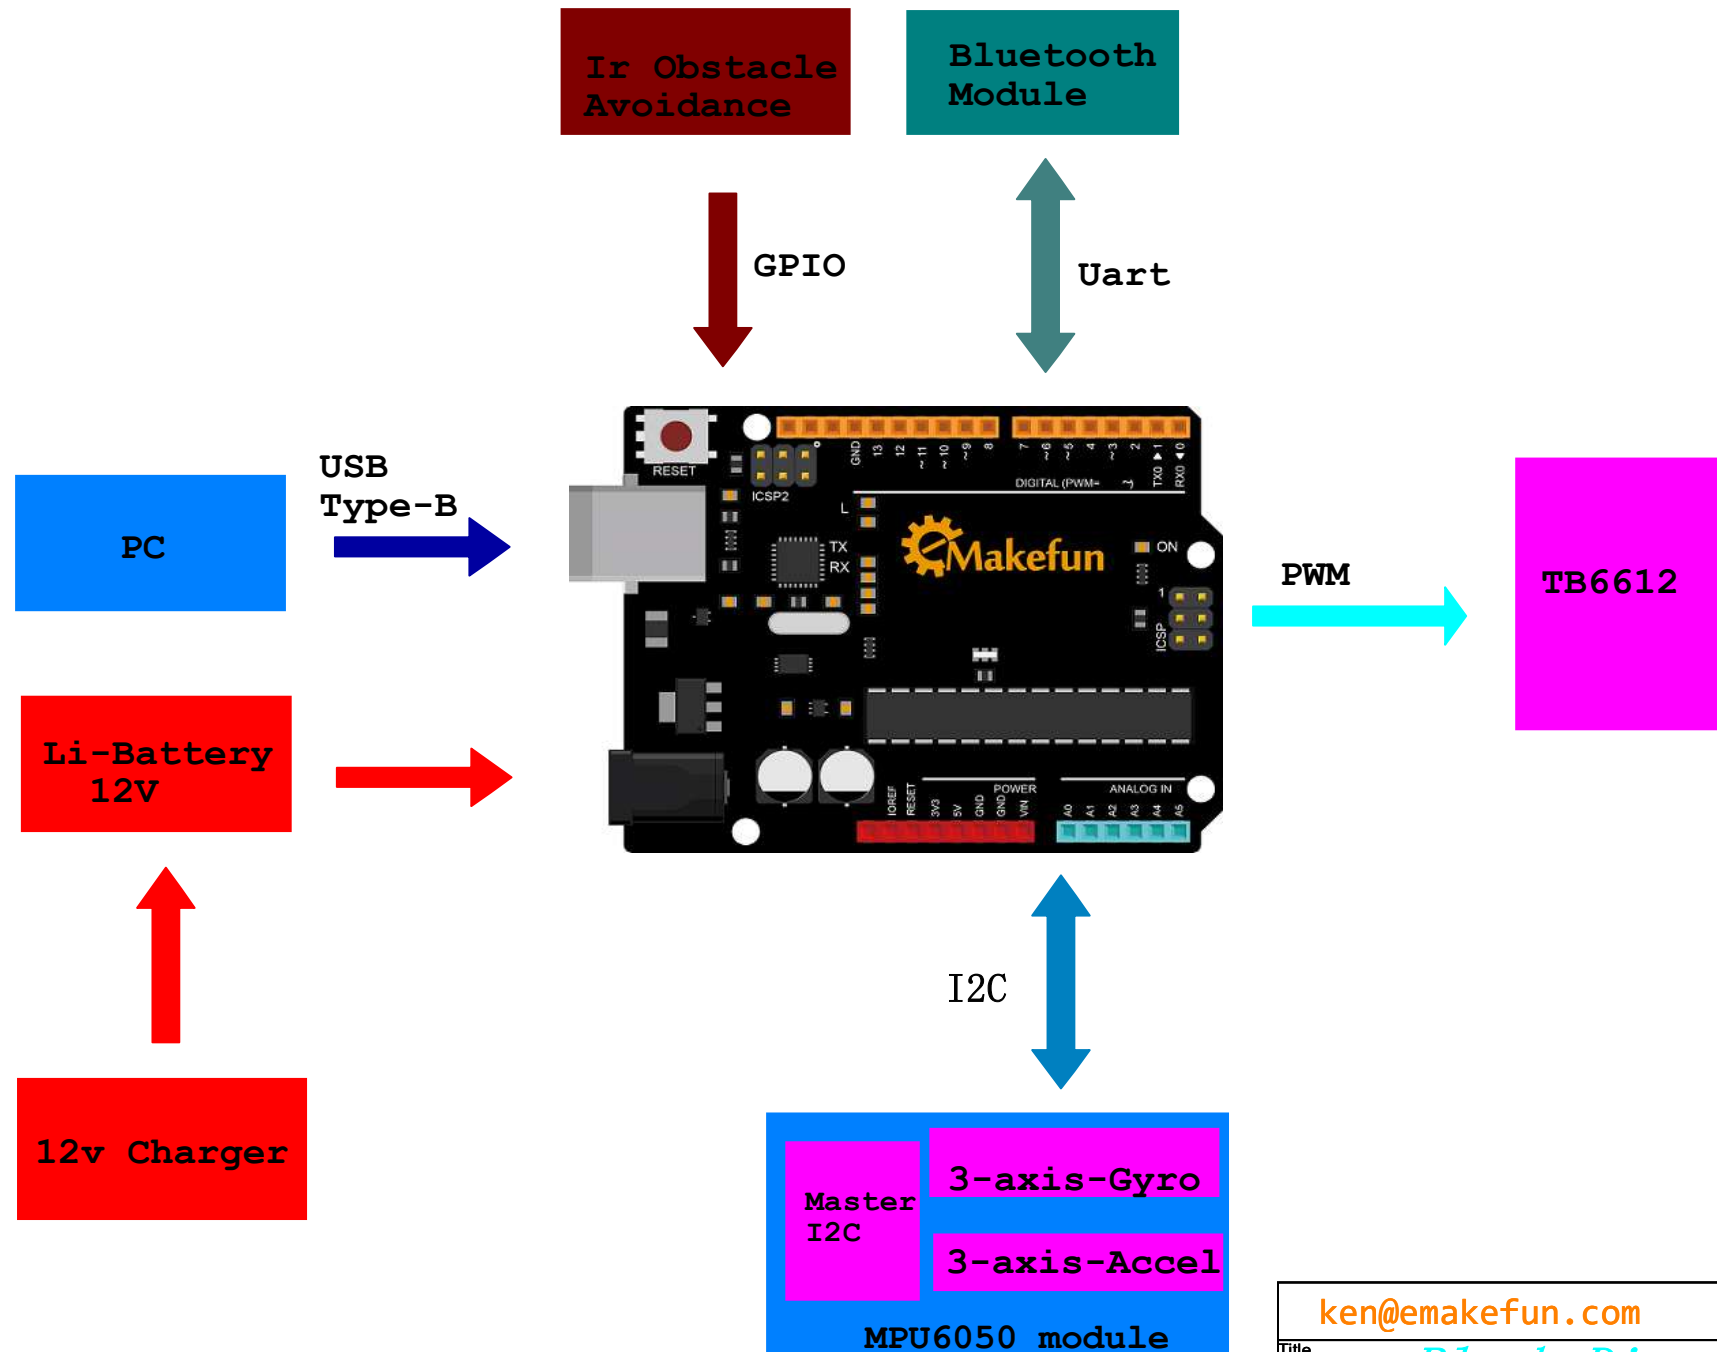 Ir Obstacle
Avoidance
Bluetooth
Module
GPIO
Uart
USB
Type-B
PC
RESET
ICSP2
GND
13
12
~11
~10
~9
8
7
~6
~5
4
~3
2
TX0 ▶ 1
RX0 ◀ 0
DIGITAL (PWM= ~)
L
TX
RX
eMakefun
ON
1
ICSP
PWM
TB6612
Li-Battery
12V
IOREF
RESET
3V3
5V
GND
GND
VIN
POWER
ANALOG IN
A0
A1
A2
A3
A4
A5
I2C
12v Charger
Master
I2C
3-axis-Gyro
3-axis-Accel
MPU6050 module
ken@emakefun.com
Title